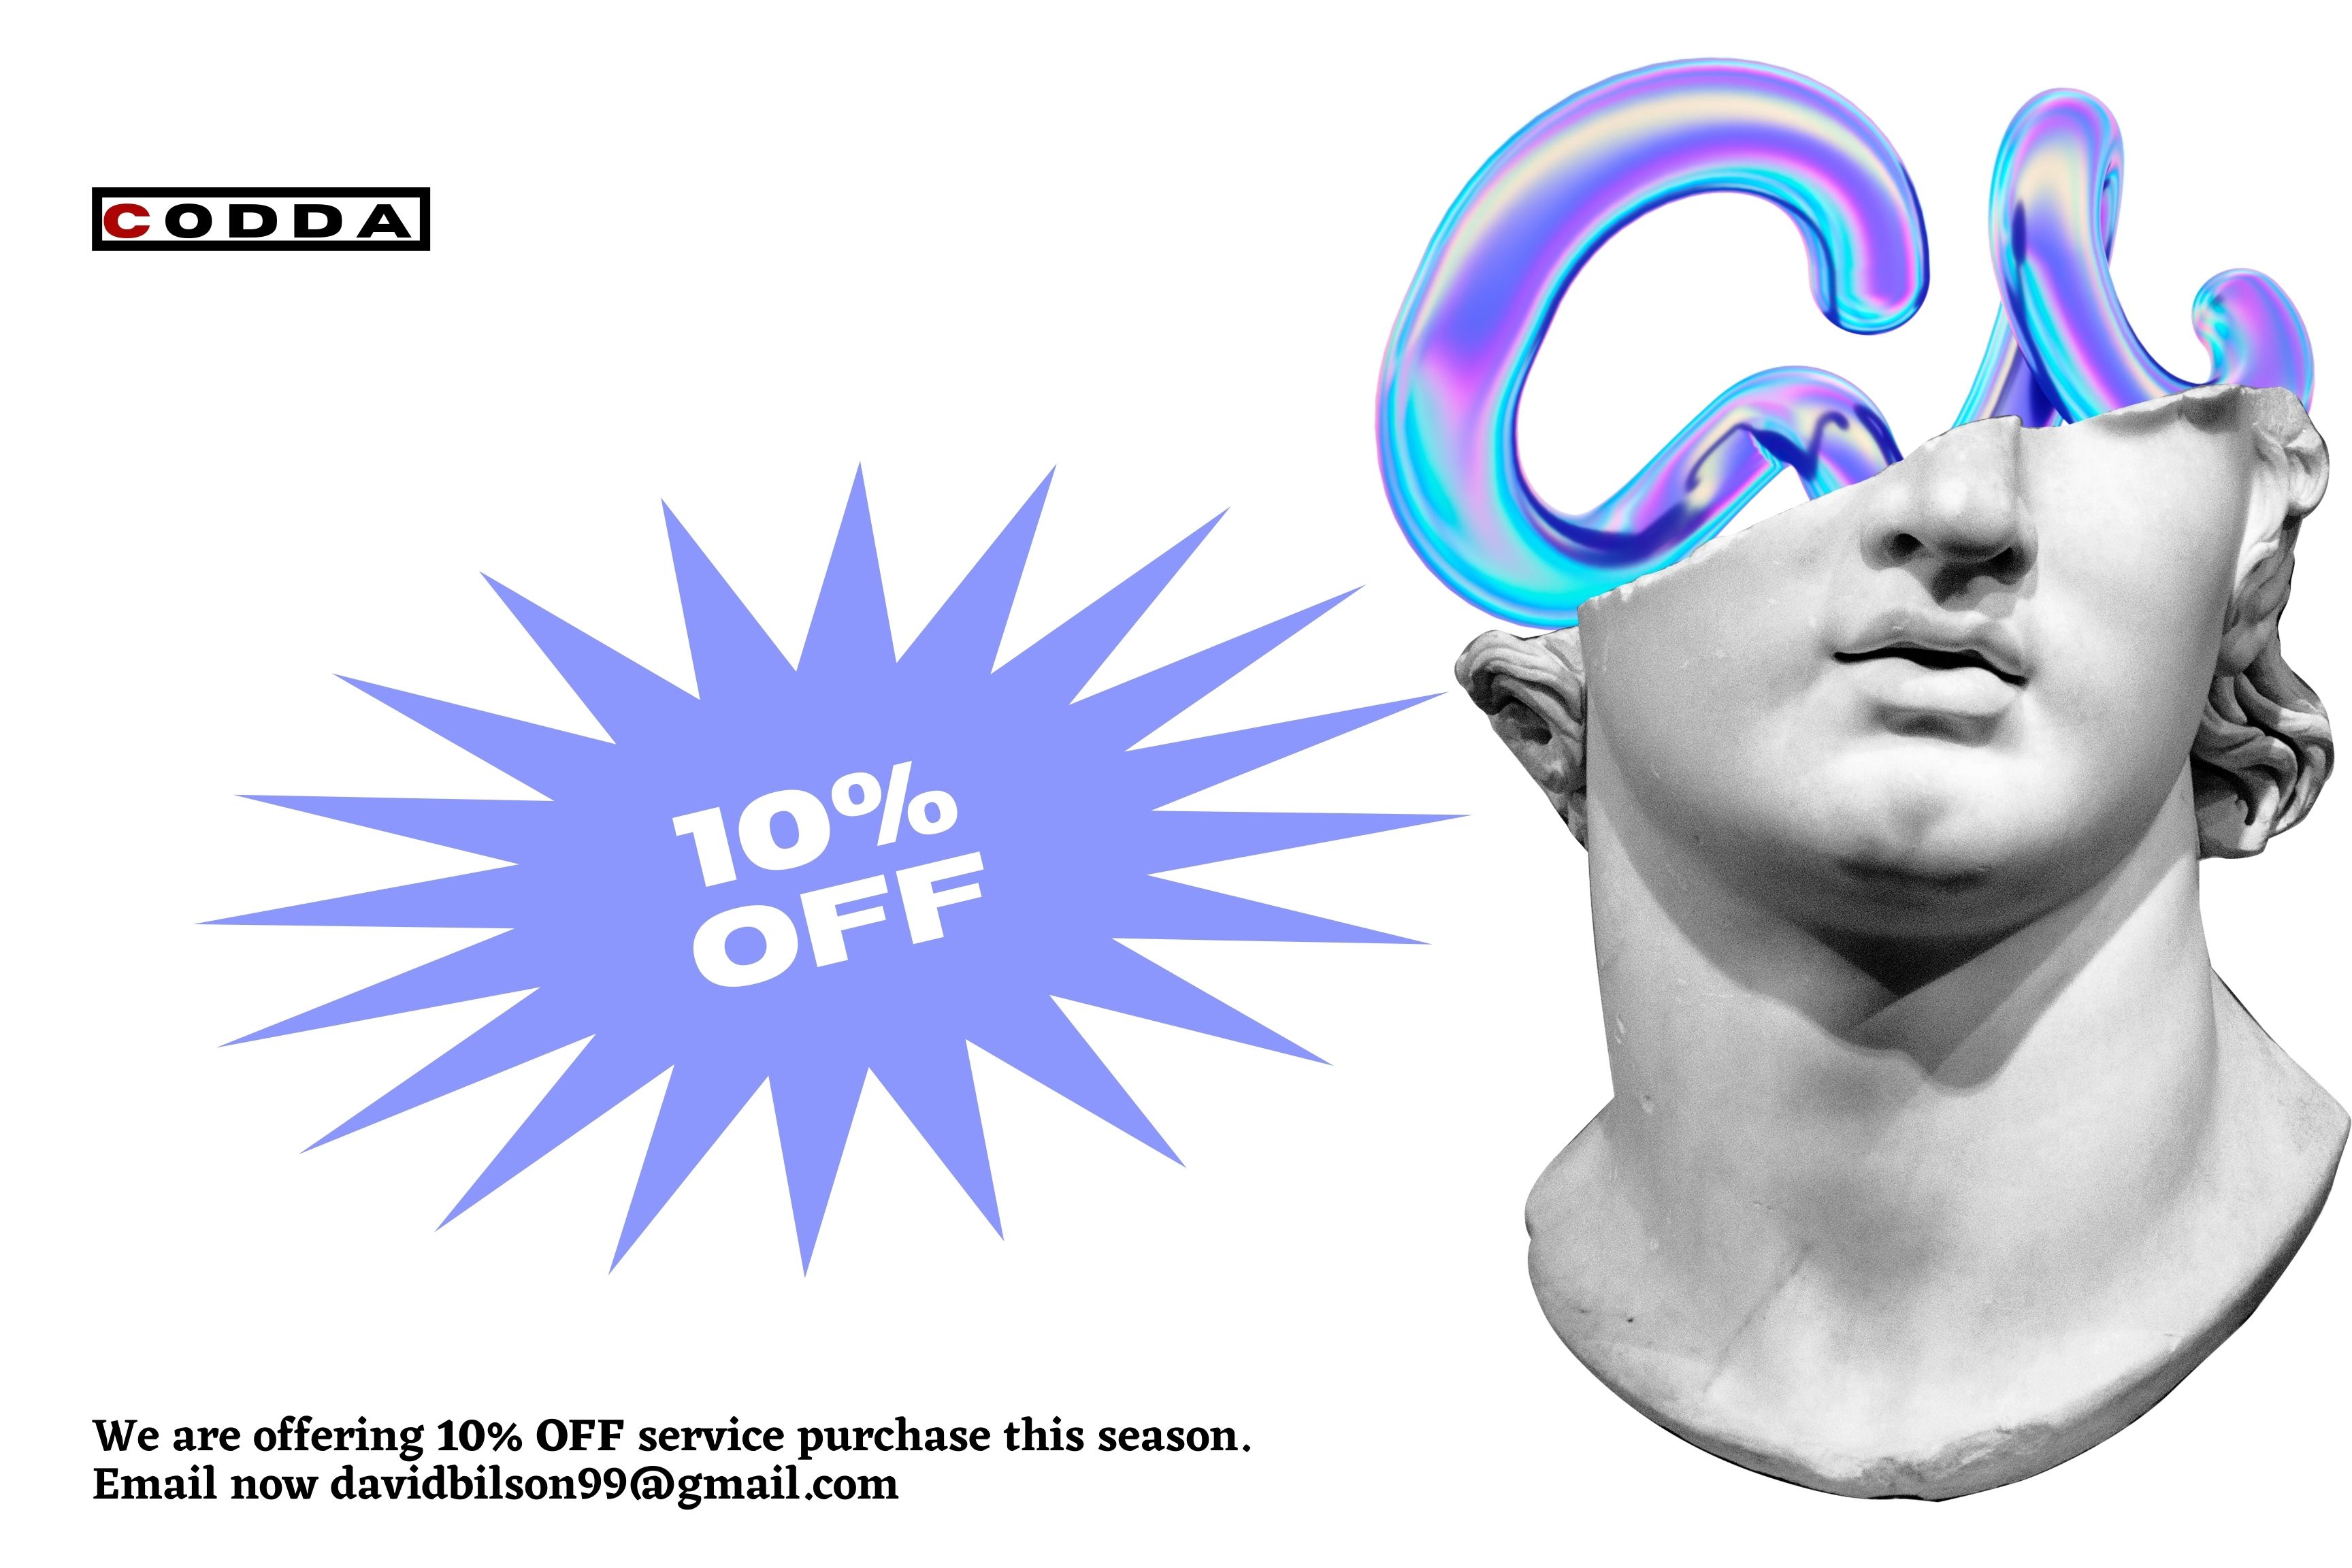 CODDA
10%
OFF
We are offering 10% OFF service purchase this season.
Email now davidbilson99@gmail.com